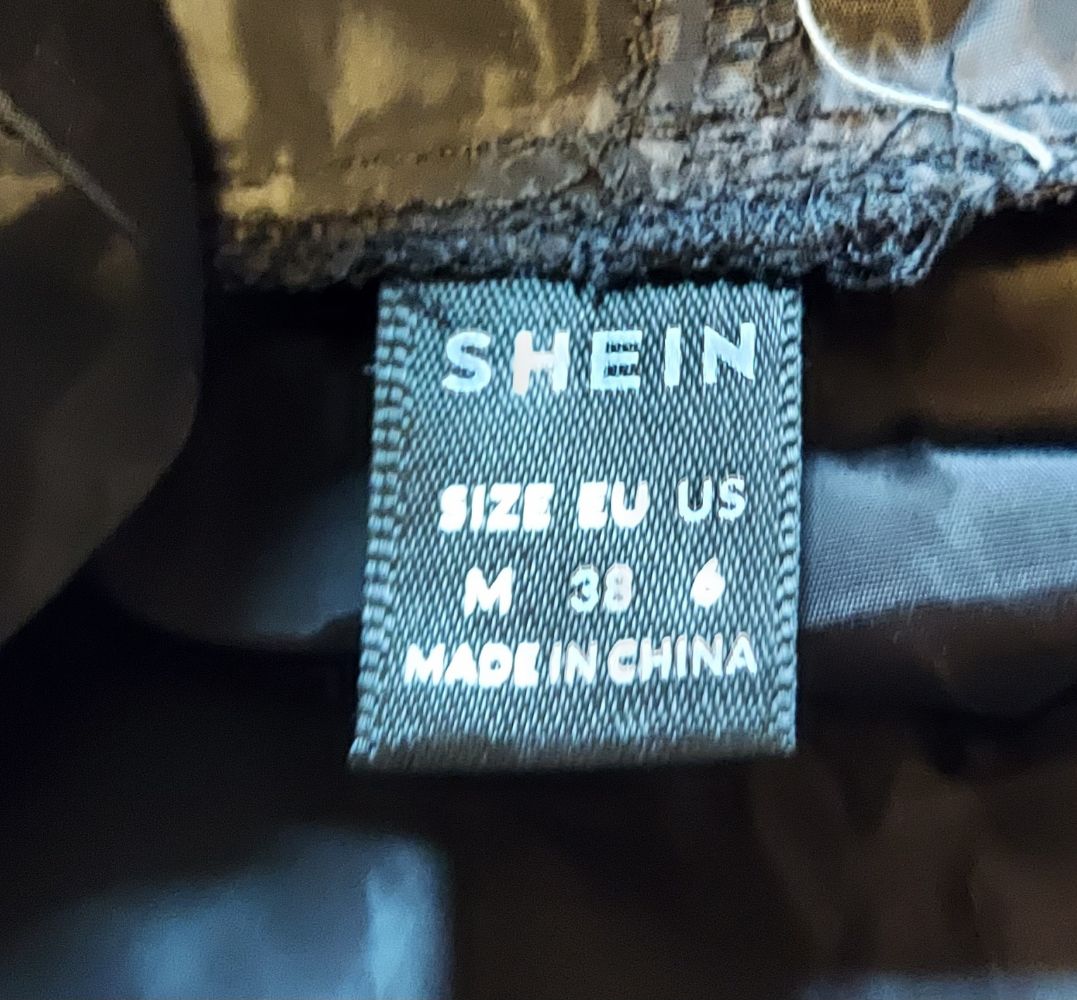 SHEIN
SIZE EU US
M 38 6
MADE IN CHINA